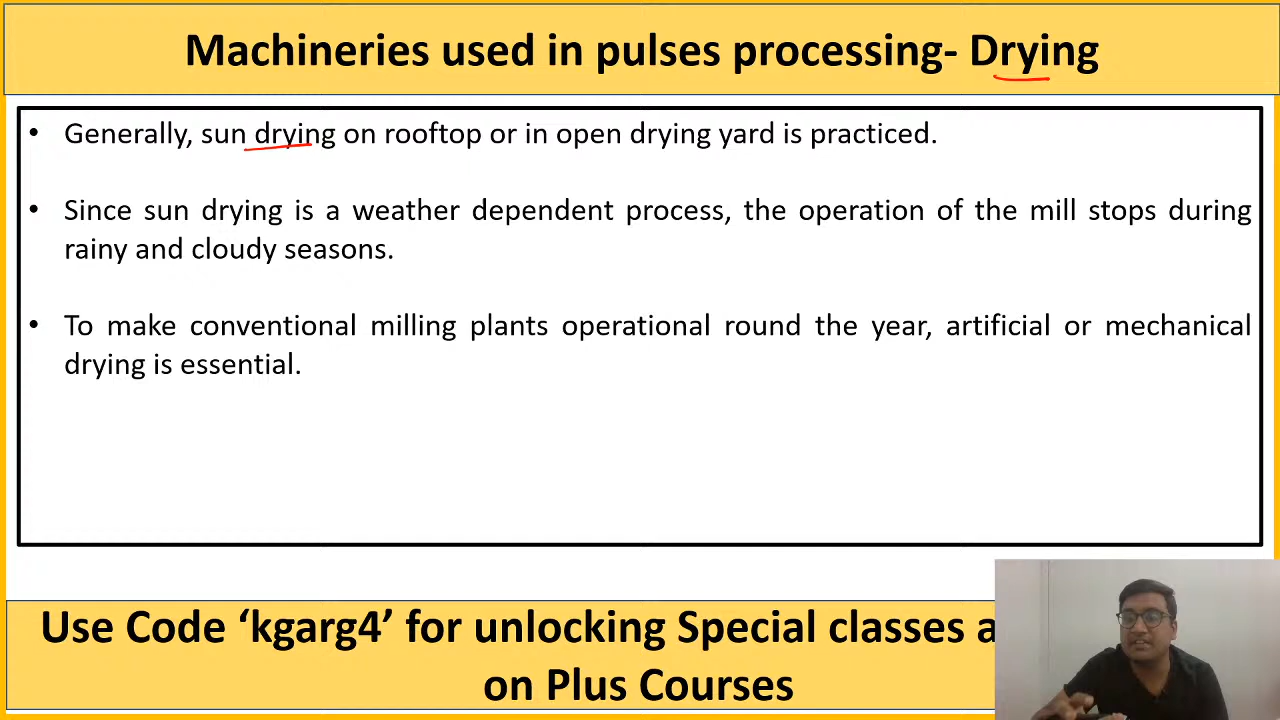 Machineries used in pulses processing- Drying
• Generally, sun drying on rooftop or in open drying yard is practiced.
• Since sun drying is a weather dependent process, the operation of the mill stops during
rainy and cloudy seasons.
• To make conventional milling plants operational round the year, artificial or mechanical
drying is essential.
Use Code ‘kgarg4’ for unlocking Special classes
on Plus Courses